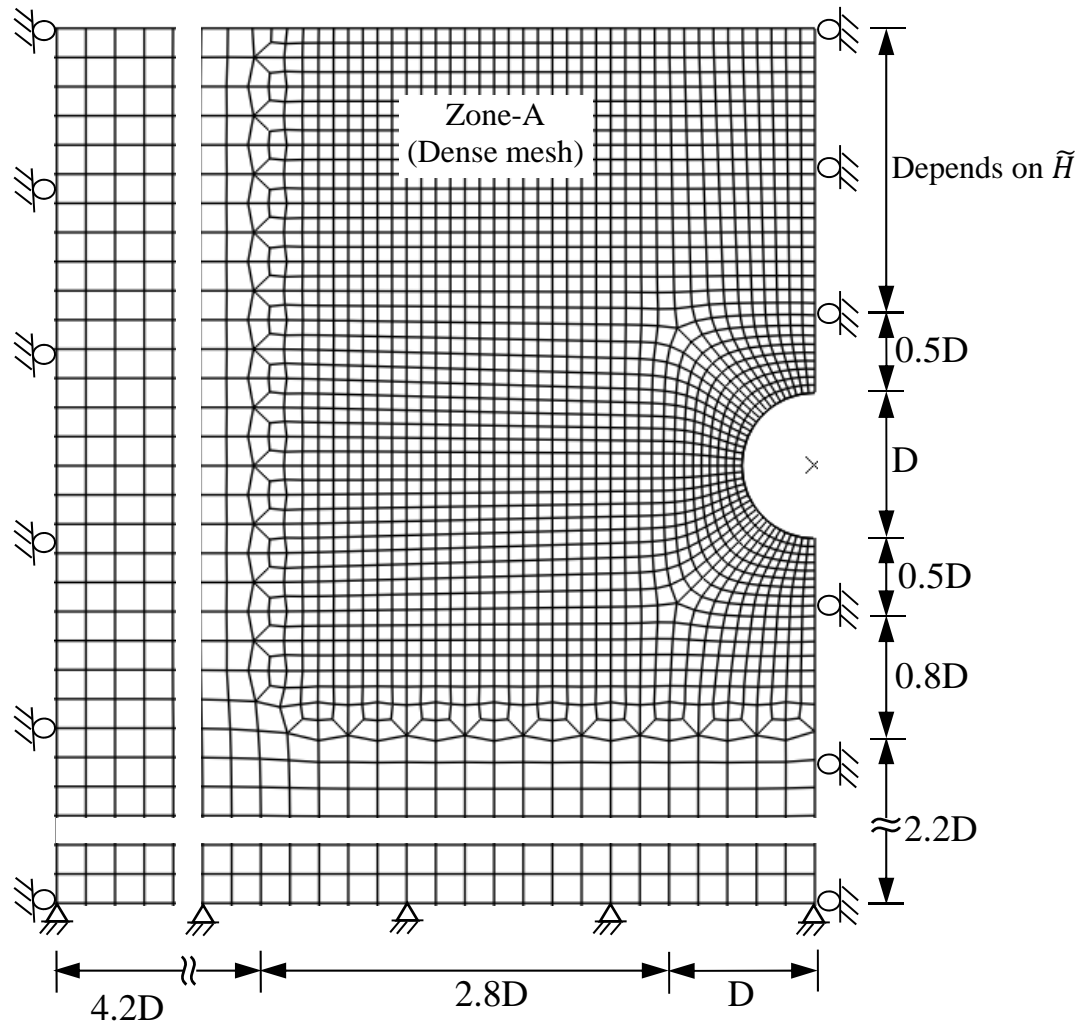 Zone-A
(Dense mesh)
Depends on H̃
0.5D
D
0.5D
0.8D
2.2D
4.2D
2.8D
D